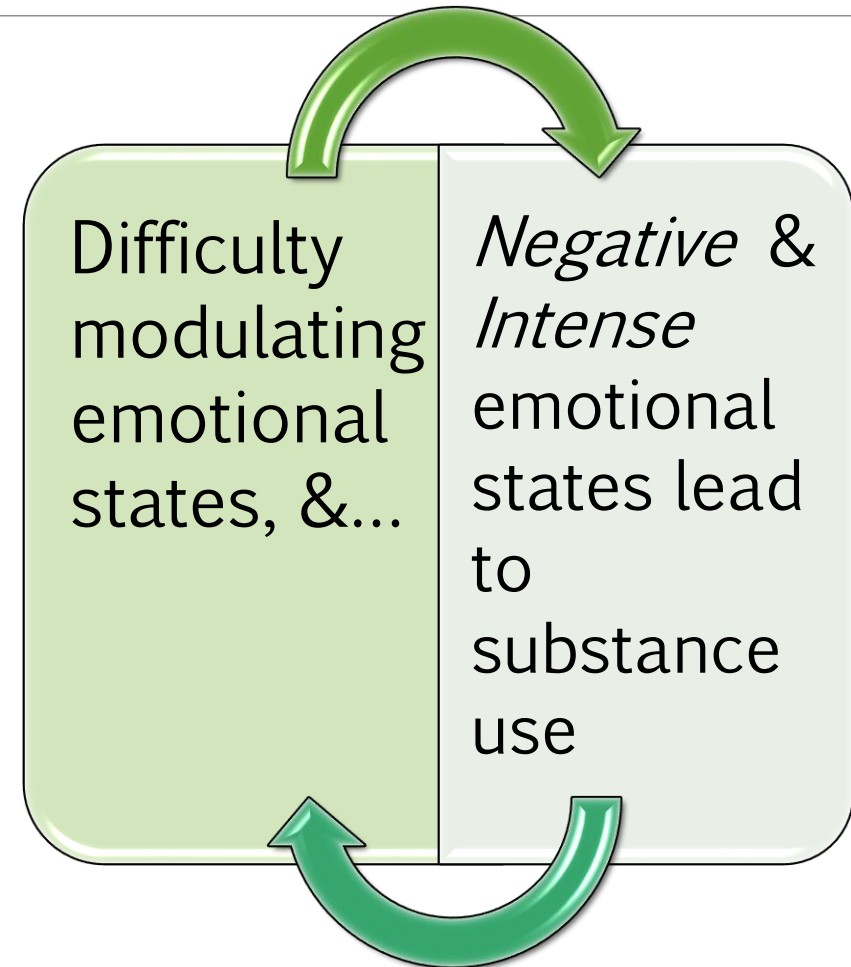 Difficulty
modulating
emotional
states, &...
Negative &
Intense
emotional
states lead
to
substance
use